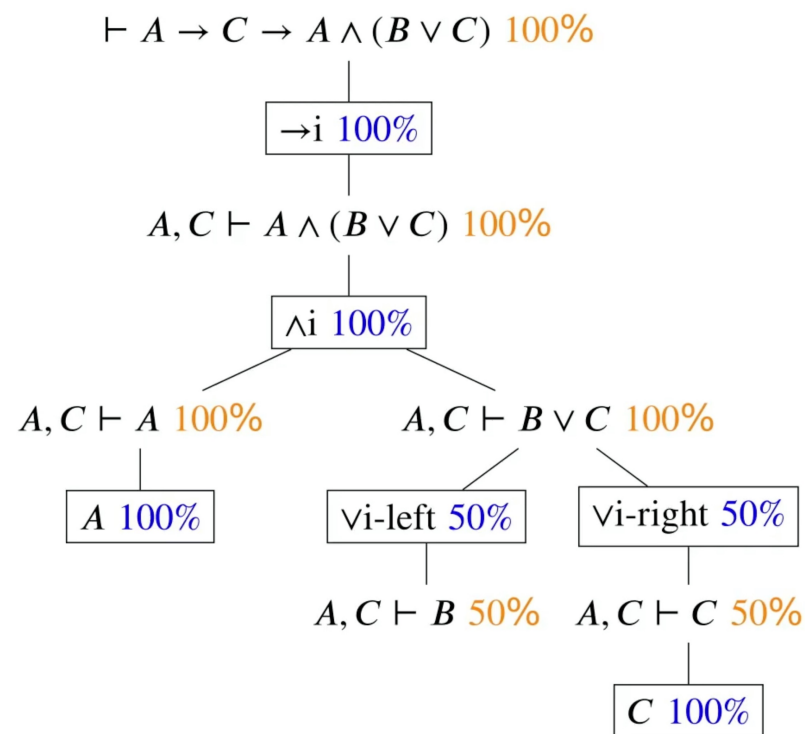 ⊢ A → C → A ∧ (B ∨ C) 100%
→i 100%
A, C ⊢ A ∧ (B ∨ C) 100%
∧i 100%
A, C ⊢ A 100%
A, C ⊢ B ∨ C 100%
A 100%
∨i-left 50%
∨i-right 50%
A, C ⊢ B 50%
A, C ⊢ C 50%
C 100%